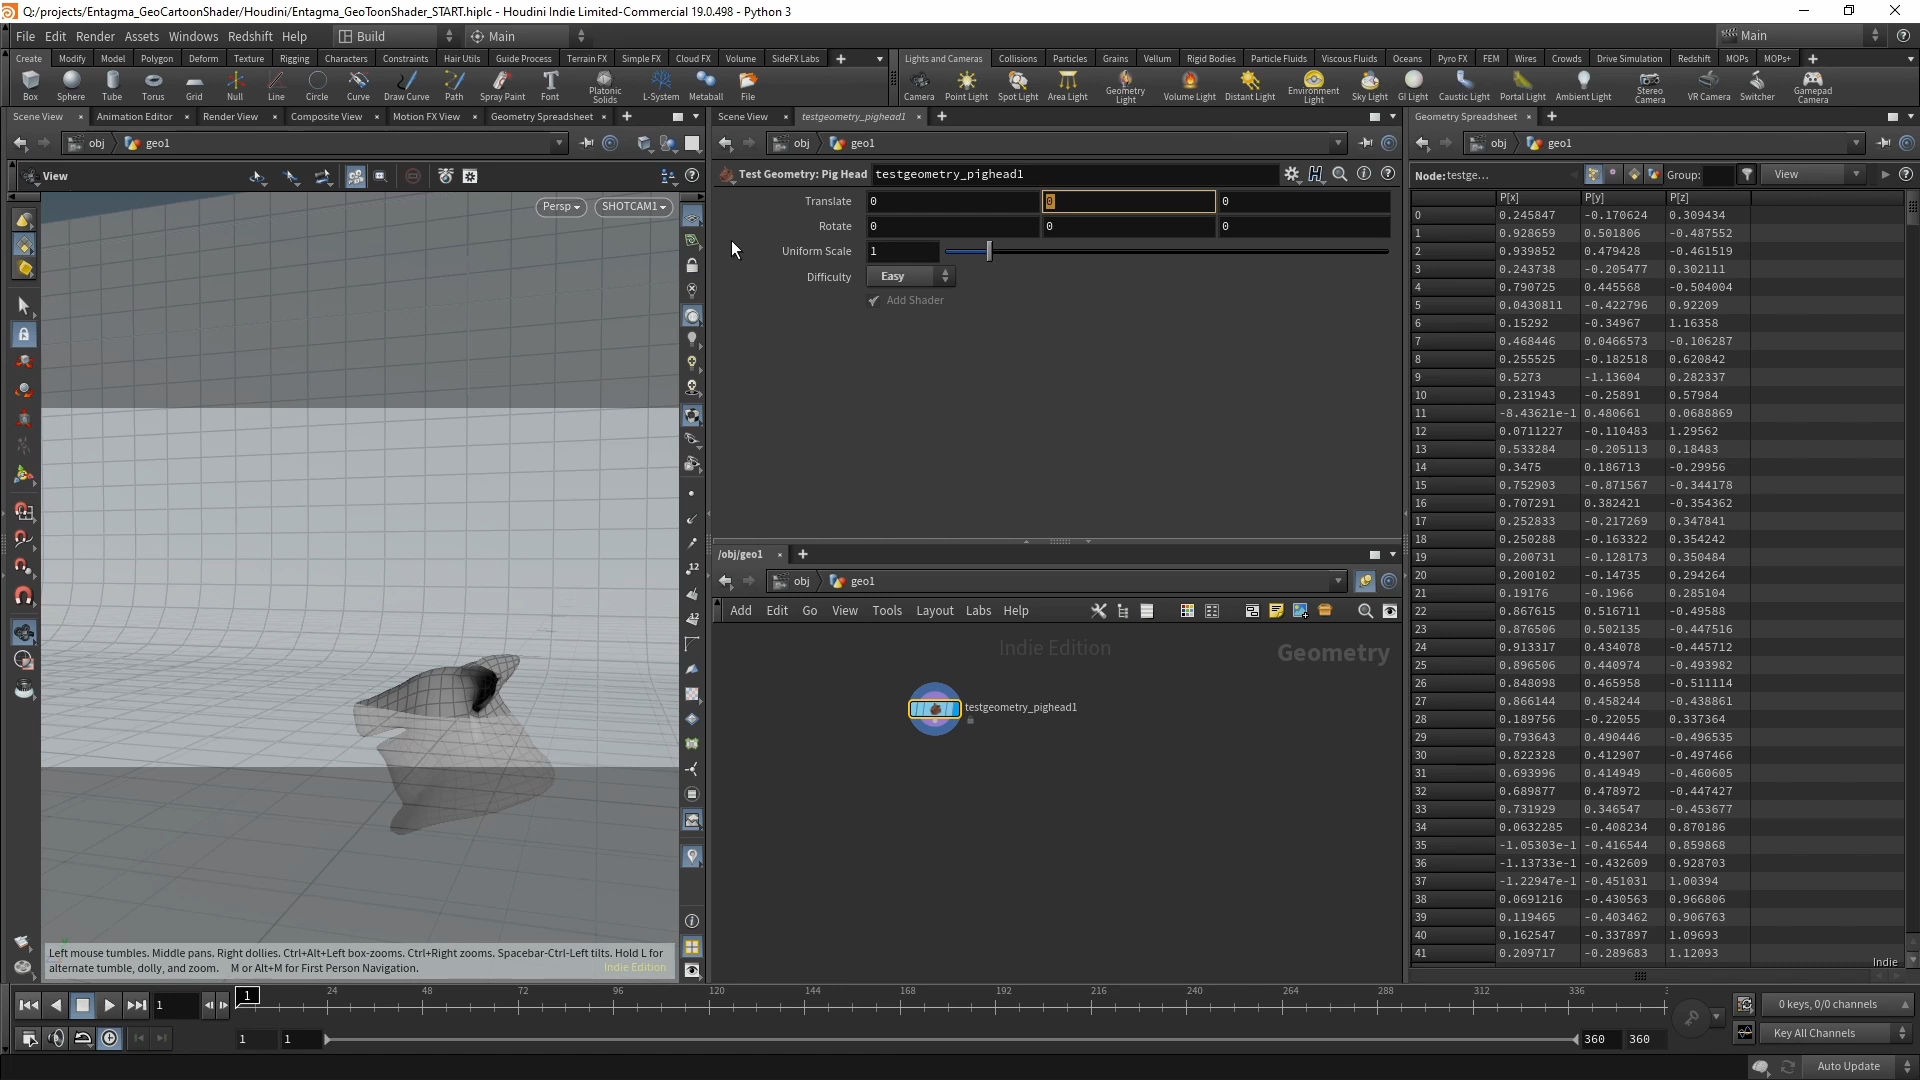 Q:/projects/Entagma_GeoCartoonShader/Houdini/Entagma_GeoToonShader_START.hiplc - Houdini Indie Limited-Commercial 19.0.498 - Python 3
File Edit Render Assets Windows Redshift Help Build Main Main
Create Modify Model Polygon Deform Texture Rigging Characters Constraints Hair Utils Guide Process Terrain FX Simple FX Cloud FX Volume SideFX Labs
Lights and Cameras Collisions Particles Grains Vellum Rigid Bodies Particle Fluids Viscous Fluids Oceans Pyro FX FEM Wires Crowds Drive Simulation Redshift MOPs MOPs+
Box Sphere Tube Torus Grid Null Line Circle Curve Draw Curve Path Spray Paint Font Platonic Solids L-System Metaball File
Camera Point Light Spot Light Area Light Geometry Light Volume Light Distant Light Environment Light Sky Light GI Light Caustic Light Portal Light Ambient Light Stereo Camera VR Camera Switcher Gamepad Camera
Scene View Animation Editor Render View Composite View Motion FX View Geometry Spreadsheet
obj geo1
View
Persp SHOTCAM1
Left mouse tumbles. Middle pans. Right dollies. Ctrl+Alt+Left box-zooms. Ctrl+Right zooms. Spacebar-Ctrl-Left tilts. Hold L for
alternate tumble, dolly, and zoom. M or Alt+M for First Person Navigation.
Indie Edition
Scene View testgeometry_pighead1
obj geo1
Test Geometry: Pig Head testgeometry_pighead1
Translate 0 0 0
Rotate 0 0 0
Uniform Scale 1
Difficulty Easy
Add Shader
/obj/geo1
obj geo1
Add Edit Go View Tools Layout Labs Help
Indie Edition
Geometry
testgeometry_pighead1
Geometry Spreadsheet
obj geo1
Node: testge... Group: View
P[x] P[y] P[z]
0 0.245847 -0.170624 0.309434
1 0.928659 0.501806 -0.487552
2 0.939852 0.479428 -0.461519
3 0.243738 -0.205477 0.302111
4 0.790725 0.445568 -0.504004
5 0.0430811 -0.422796 0.92209
6 0.15292 -0.34967 1.16358
7 0.468446 0.0466573 -0.106287
8 0.255525 -0.182518 0.620842
9 0.5273 -1.13604 0.282337
10 0.231943 -0.25891 0.57984
11 -8.43621e-1 0.480661 0.0688869
12 0.0711227 -0.110483 1.29562
13 0.533284 -0.205113 0.18483
14 0.3475 0.186713 -0.29956
15 0.752903 -0.871567 -0.344178
16 0.707291 0.382421 -0.354362
17 0.252833 -0.217269 0.347841
18 0.250288 -0.163322 0.354242
19 0.200731 -0.128173 0.350484
20 0.200102 -0.14735 0.294264
21 0.19176 -0.1966 0.285104
22 0.867615 0.516711 -0.49588
23 0.876506 0.502135 -0.447516
24 0.913317 0.434078 -0.445712
25 0.896506 0.440974 -0.493982
26 0.848098 0.465958 -0.511114
27 0.866144 0.458244 -0.438861
28 0.189756 -0.22055 0.337364
29 0.793643 0.490446 -0.496535
30 0.822328 0.412907 -0.497466
31 0.693996 0.414949 -0.460605
32 0.689877 0.478972 -0.447427
33 0.731929 0.346547 -0.453677
34 0.0632285 -0.408234 0.870186
35 -1.05303e-1 -0.416544 0.859868
36 -1.13733e-1 -0.432609 0.928703
37 -1.22947e-1 -0.451031 1.00394
38 0.0691216 -0.430563 0.966806
39 0.119465 -0.403462 0.906763
40 0.162547 -0.337897 1.09693
41 0.209717 -0.289683 1.12093
Indie
1 1 24 48 72 96 120 144 168 192 216 240 264 288 312 336
0 keys, 0/0 channels
1 1 360 360
Key All Channels
Auto Update